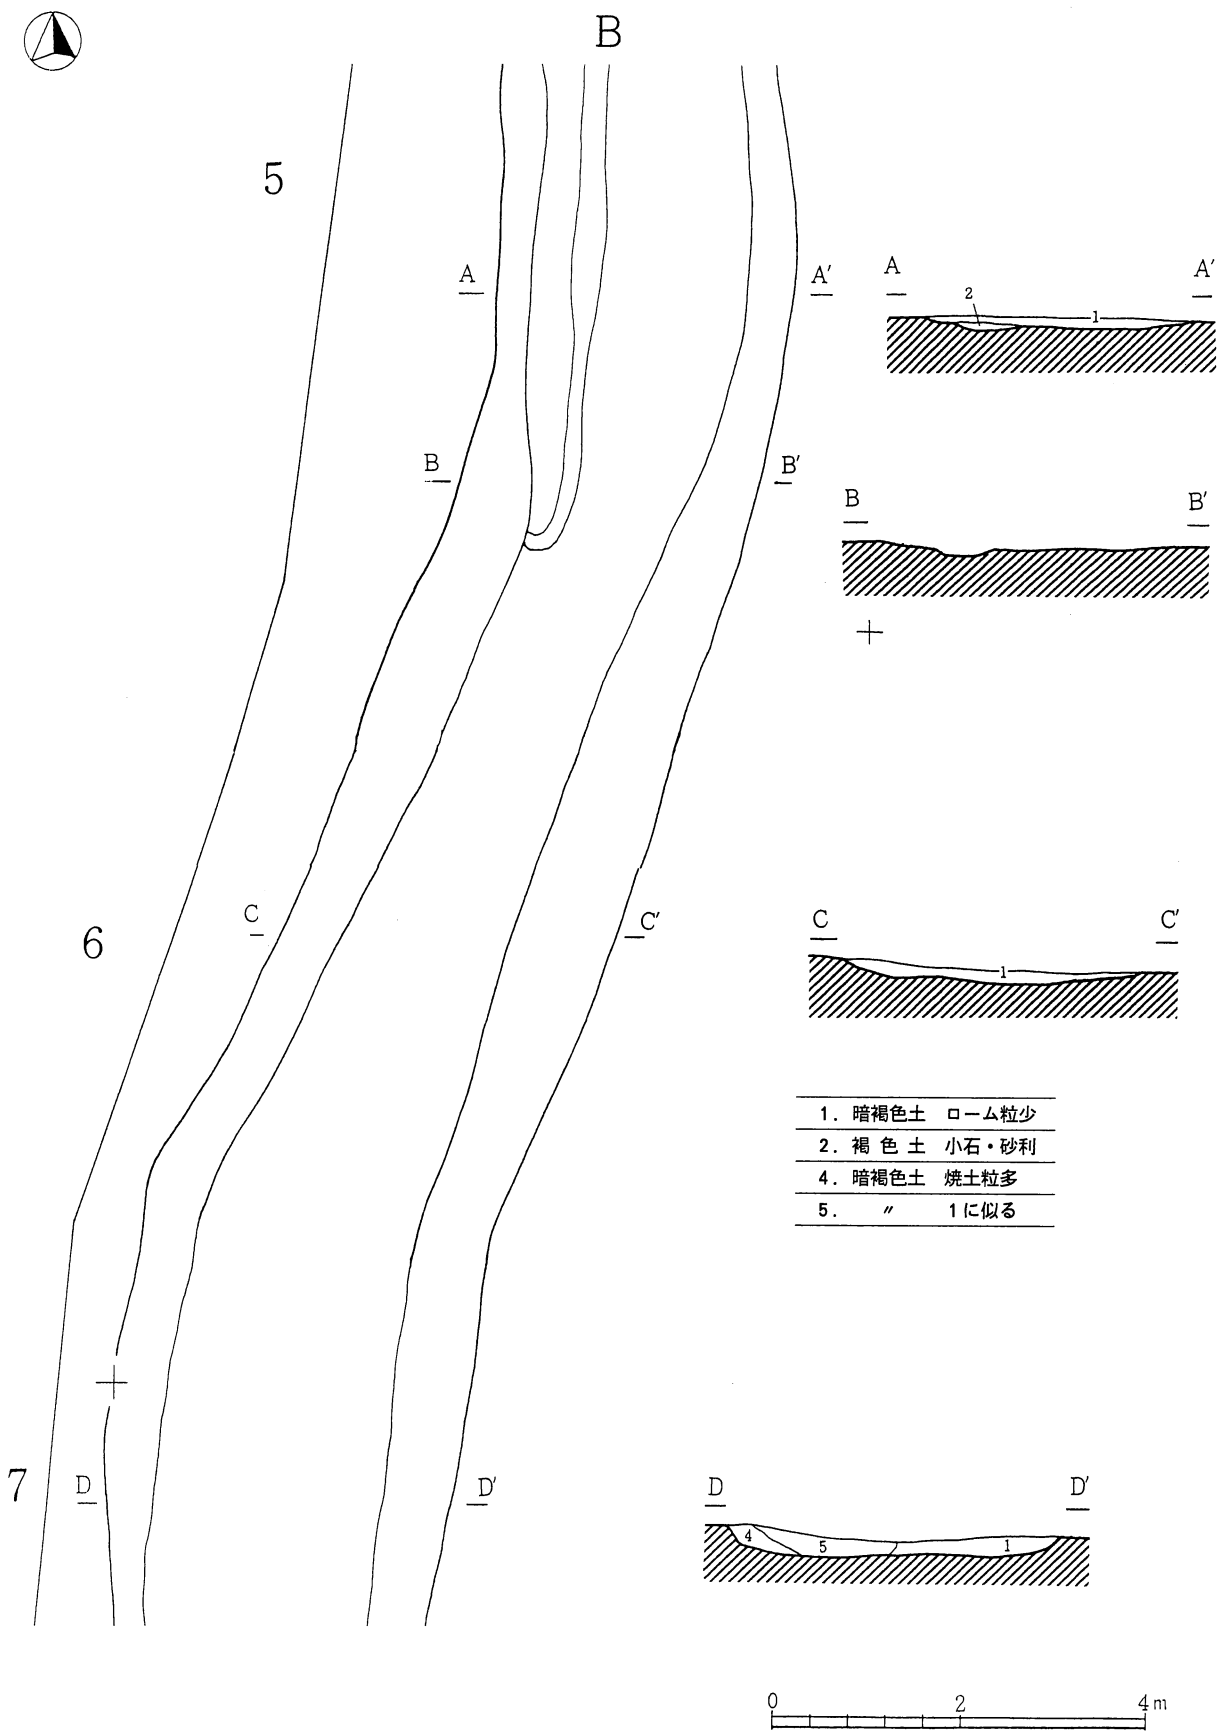 B
5
A
A'
A
A'
2
1
B
B'
B
B'
6
C
C'
C
C'
1
1. 暗褐色土 ローム粒少
2. 褐色土 小石・砂利
4. 暗褐色土 焼土粒多
5. 〃 1に似る
7
D
D'
D
D'
4
5
1
0 2 4m